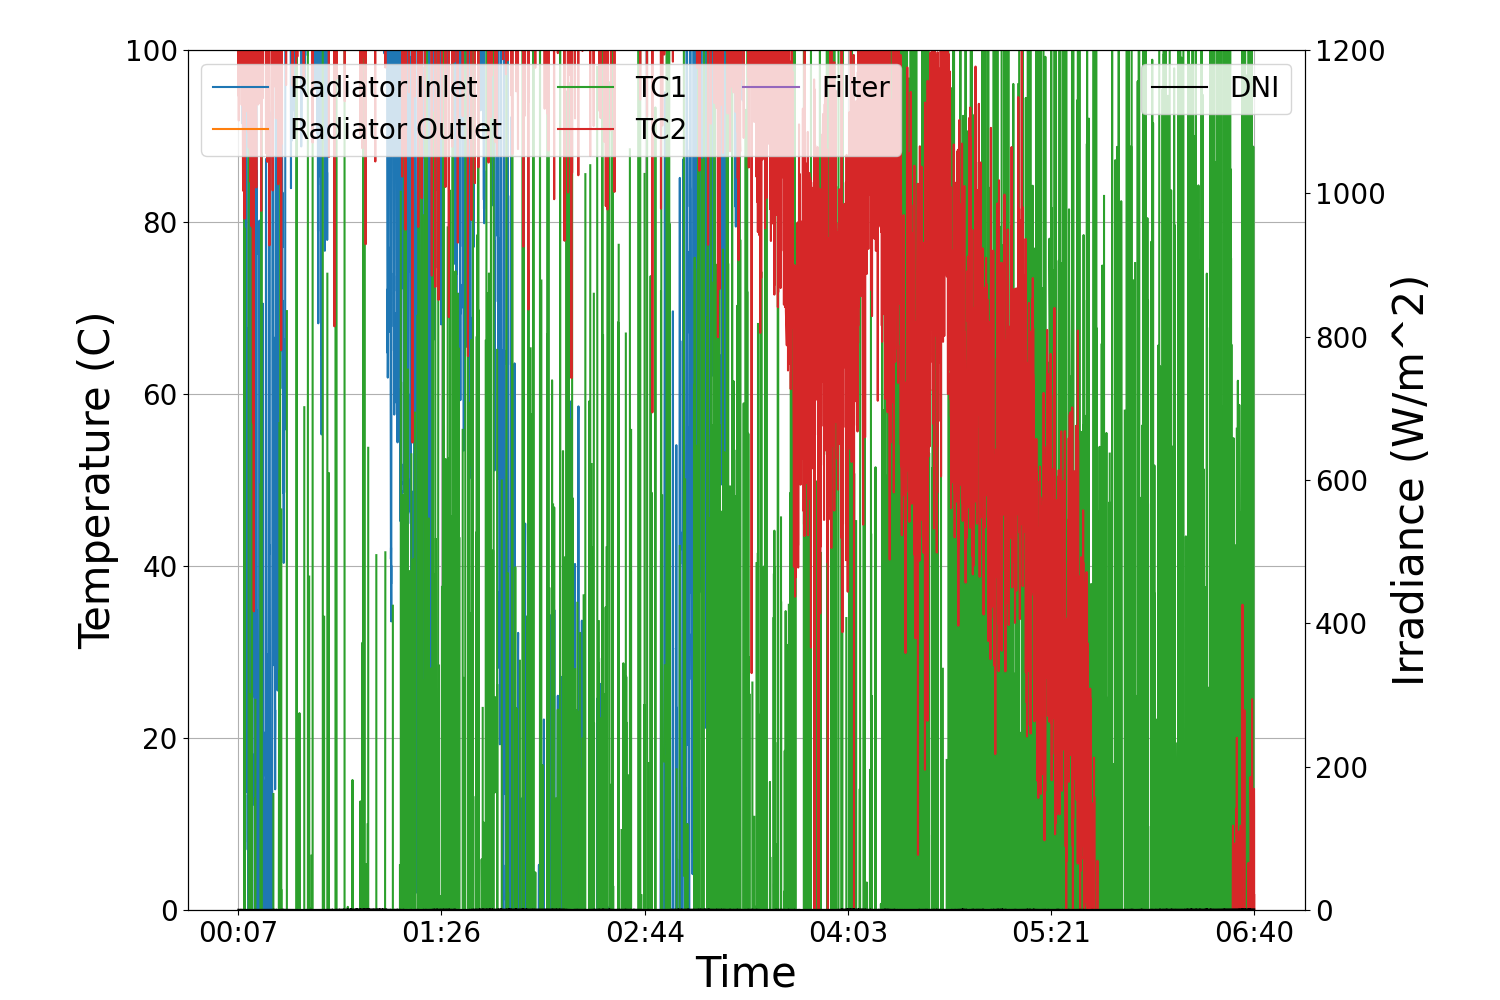 100
80
60
40
20
0
Temperature (C)
Radiator Inlet
Radiator Outlet
TC1
TC2
Filter
DNI
1200
1000
800
600
400
200
0
Irradiance (W/m^2)
00:07
01:26
02:44
04:03
05:21
06:40
Time